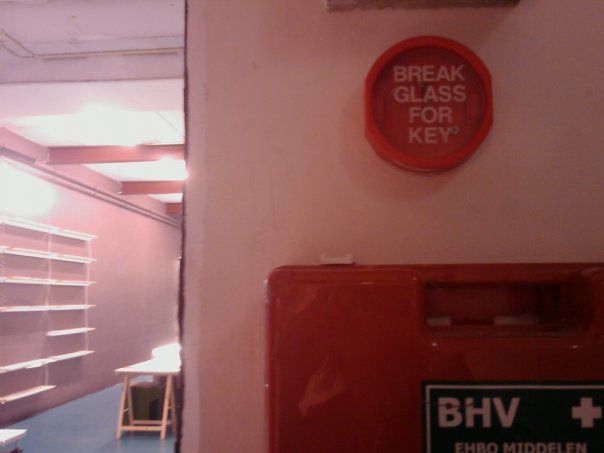 BREAK
GLASS
FOR
KEY
BHV
EHBO MIDDELEN